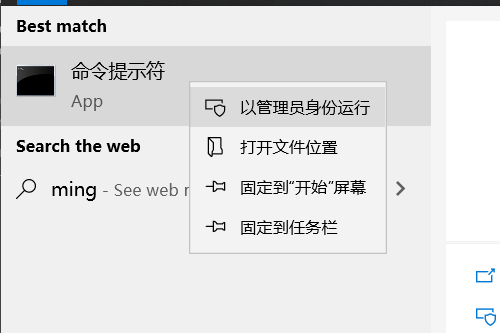 Best match
命令提示符
App
以管理员身份运行
打开文件位置
固定到"开始"屏幕
固定到任务栏
Search the web
ming - See web